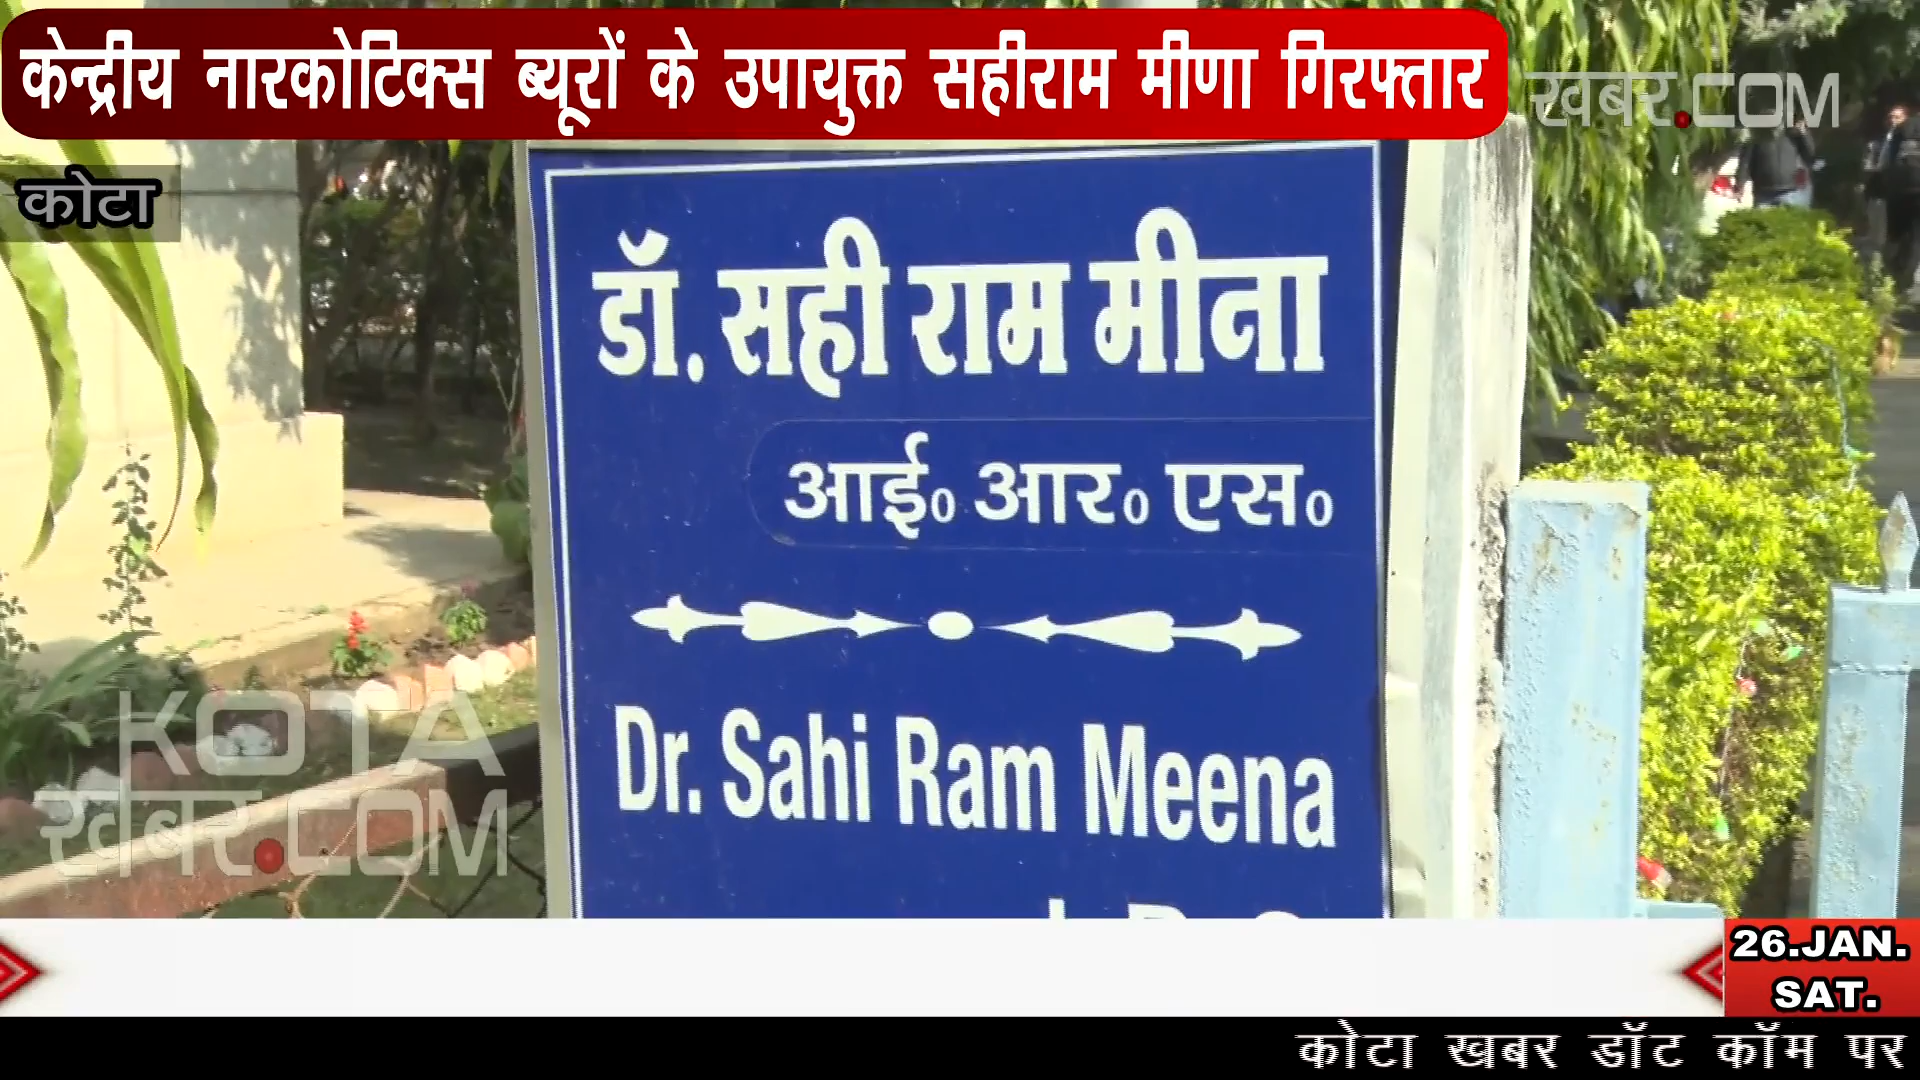 केन्द्रीय नारकोटिक्स ब्यूरों के उपायुक्त सहीराम मीणा गिरफ्तार
खबर.COM
कोटा
डॉ. सही राम मीना
आई० आर० एस०
Dr. Sahi Ram Meena
KOTA
खबर.COM
26.JAN.
SAT.
कोटा खबर डॉट कॉम पर